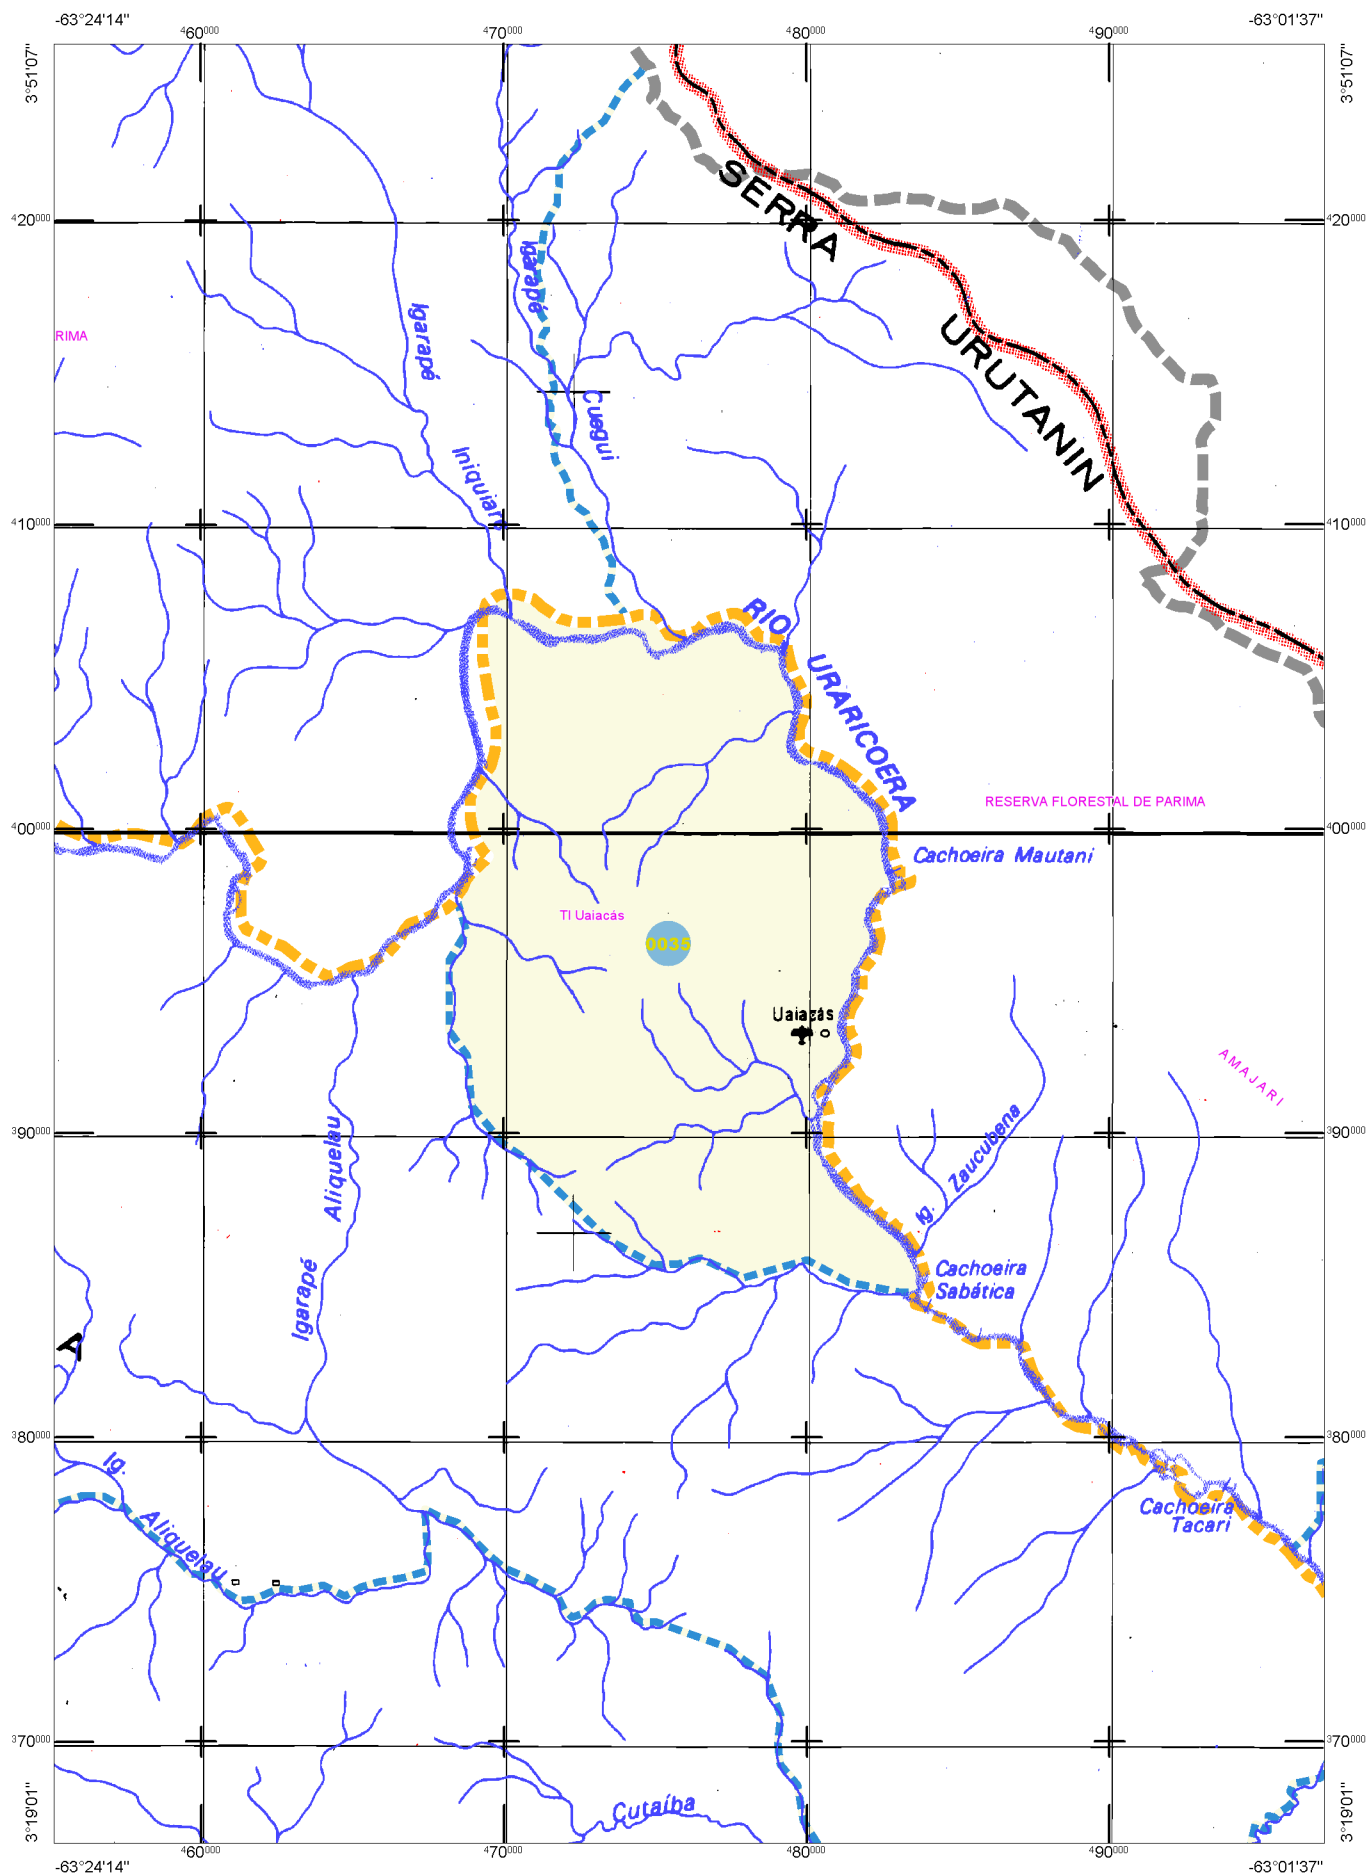 -63°24'14"
-63°01'37"
460000
470000
480000
490000
3°51'07"
3°51'07"
SERRA
URUTANIN
420000
420000
Igarapé
Cuegui
Igarapé
Iniquiare
RIMA
410000
410000
RIO
URARICOERA
RESERVA FLORESTAL DE PARIMA
400000
400000
Cachoeira Mautani
TI Uaiacás
0035
Uaiacás
AMAJARI
390000
390000
Ig. Zaucubena
Igarapé Aliquelau
Cachoeira
Sabática
A
380000
380000
Ig.
Aliquelau
Cachoeira
Tacari
370000
370000
Cutaíba
3°19'01"
3°19'01"
460000
470000
480000
490000
-63°24'14"
-63°01'37"